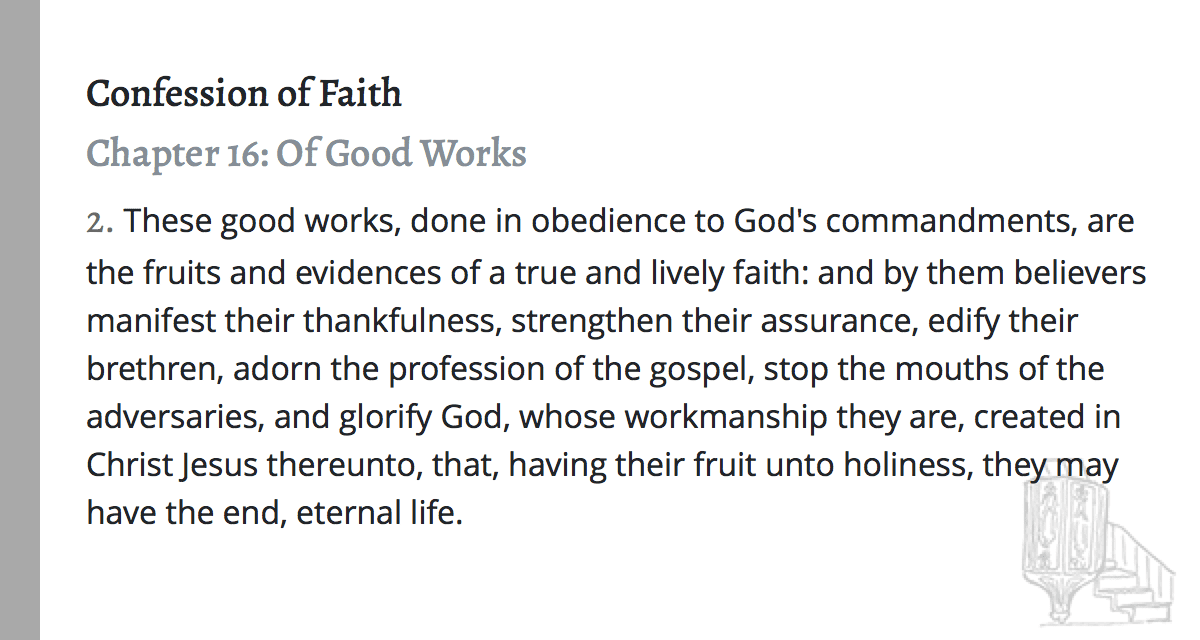 Confession of Faith
Chapter 16: Of Good Works
2. These good works, done in obedience to God's commandments, are
the fruits and evidences of a true and lively faith: and by them believers
manifest their thankfulness, strengthen their assurance, edify their
brethren, adorn the profession of the gospel, stop the mouths of the
adversaries, and glorify God, whose workmanship they are, created in
Christ Jesus thereunto, that, having their fruit unto holiness, they may
have the end, eternal life.